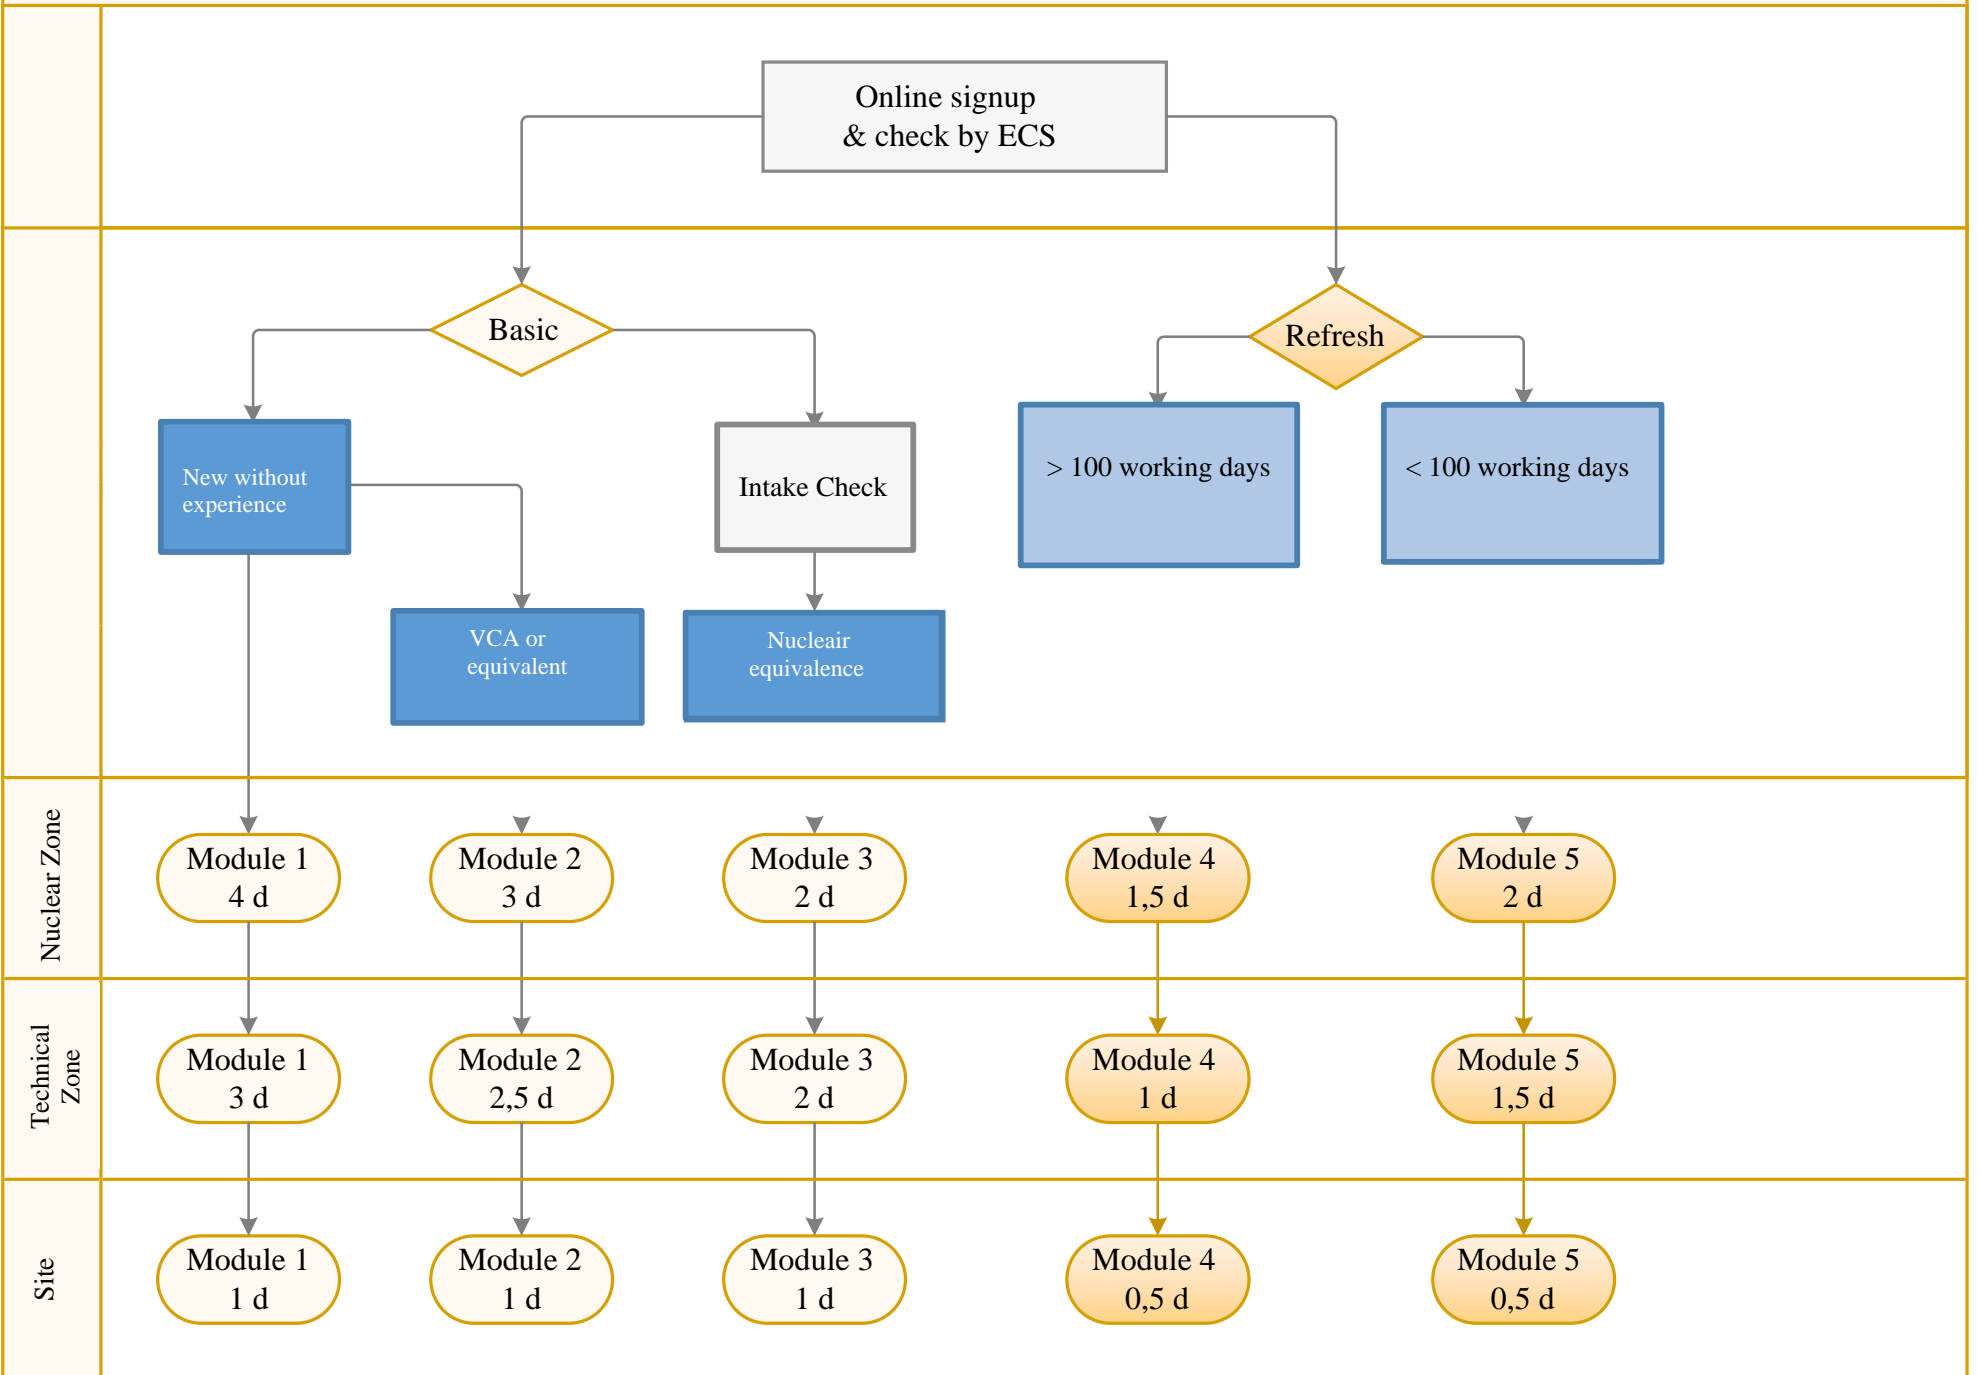 Online signup
& check by ECS
Basic
Refresh
New without
experience
Intake Check
> 100 working days
< 100 working days
VCA or
equivalent
Nucleair
equivalence
Nuclear Zone
Module 1
4 d
Module 2
3 d
Module 3
2 d
Module 4
1,5 d
Module 5
2 d
Technical
Zone
Module 1
3 d
Module 2
2,5 d
Module 3
2 d
Module 4
1 d
Module 5
1,5 d
Site
Module 1
1 d
Module 2
1 d
Module 3
1 d
Module 4
0,5 d
Module 5
0,5 d